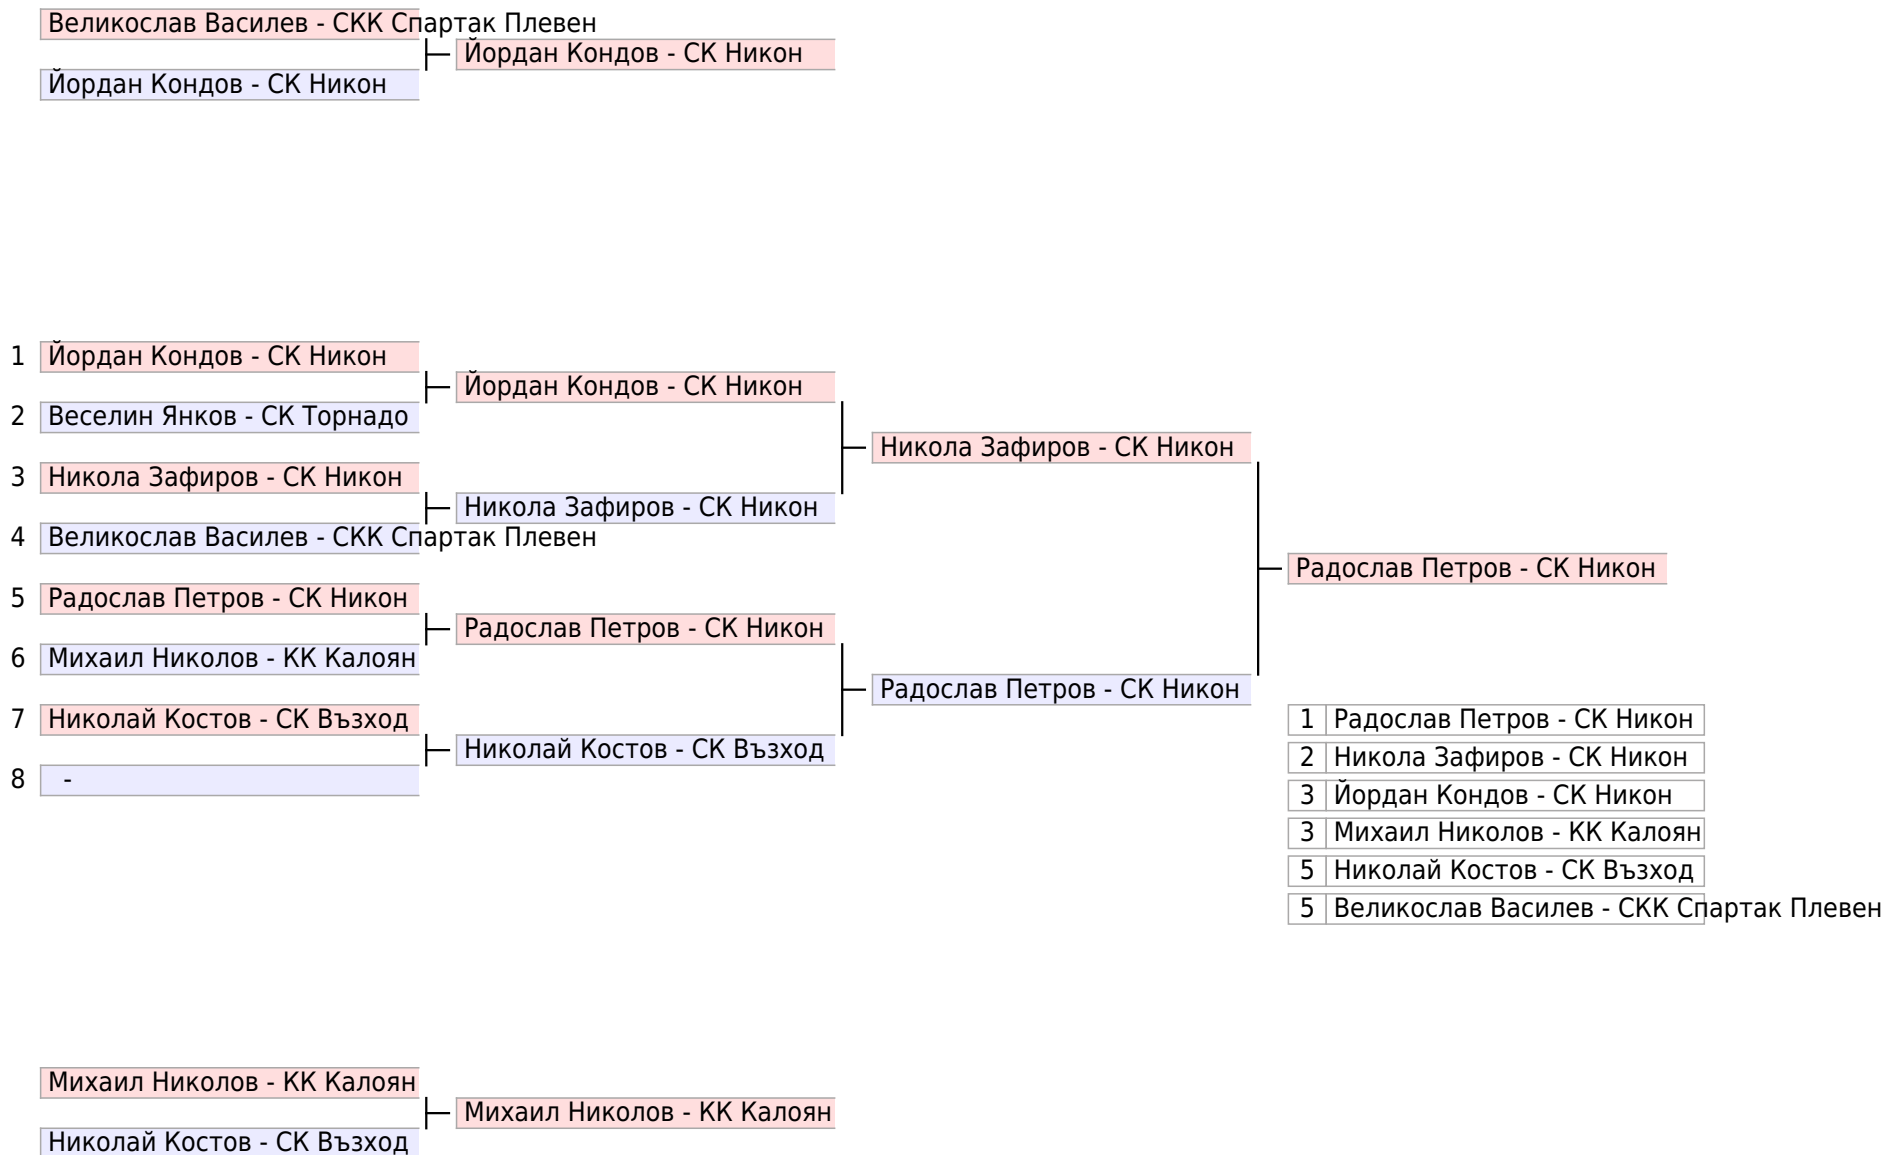 Великослав Василев - СКК Спартак Плевен
Йордан Кондов - СК Никон
Йордан Кондов - СК Никон
1 Йордан Кондов - СК Никон
Йордан Кондов - СК Никон
2 Веселин Янков - СК Торнадо
Никола Зафиров - СК Никон
3 Никола Зафиров - СК Никон
Никола Зафиров - СК Никон
4 Великослав Василев - СКК Спартак Плевен
Радослав Петров - СК Никон
5 Радослав Петров - СК Никон
Радослав Петров - СК Никон
6 Михаил Николов - КК Калоян
Радослав Петров - СК Никон
7 Николай Костов - СК Възход
Николай Костов - СК Възход
8 -
1 Радослав Петров - СК Никон
2 Никола Зафиров - СК Никон
3 Йордан Кондов - СК Никон
3 Михаил Николов - КК Калоян
5 Николай Костов - СК Възход
5 Великослав Василев - СКК Спартак Плевен
Михаил Николов - КК Калоян
Михаил Николов - КК Калоян
Николай Костов - СК Възход